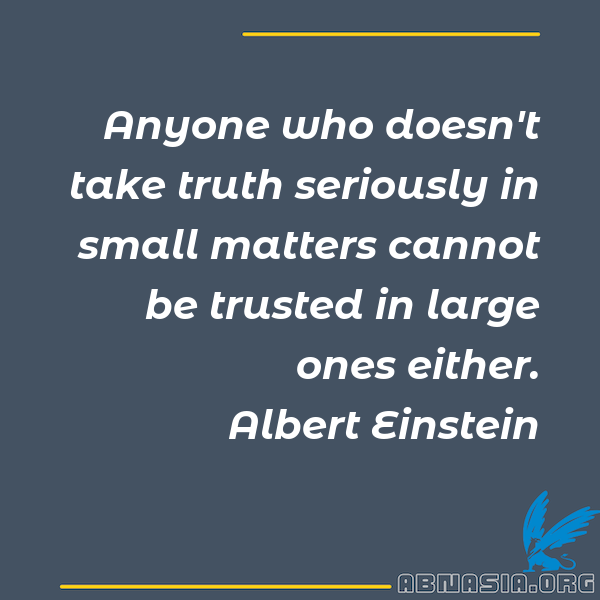 Anyone who doesn't
take truth seriously in
small matters cannot
be trusted in large
ones either.
Albert Einstein
ABNASIA.ORG